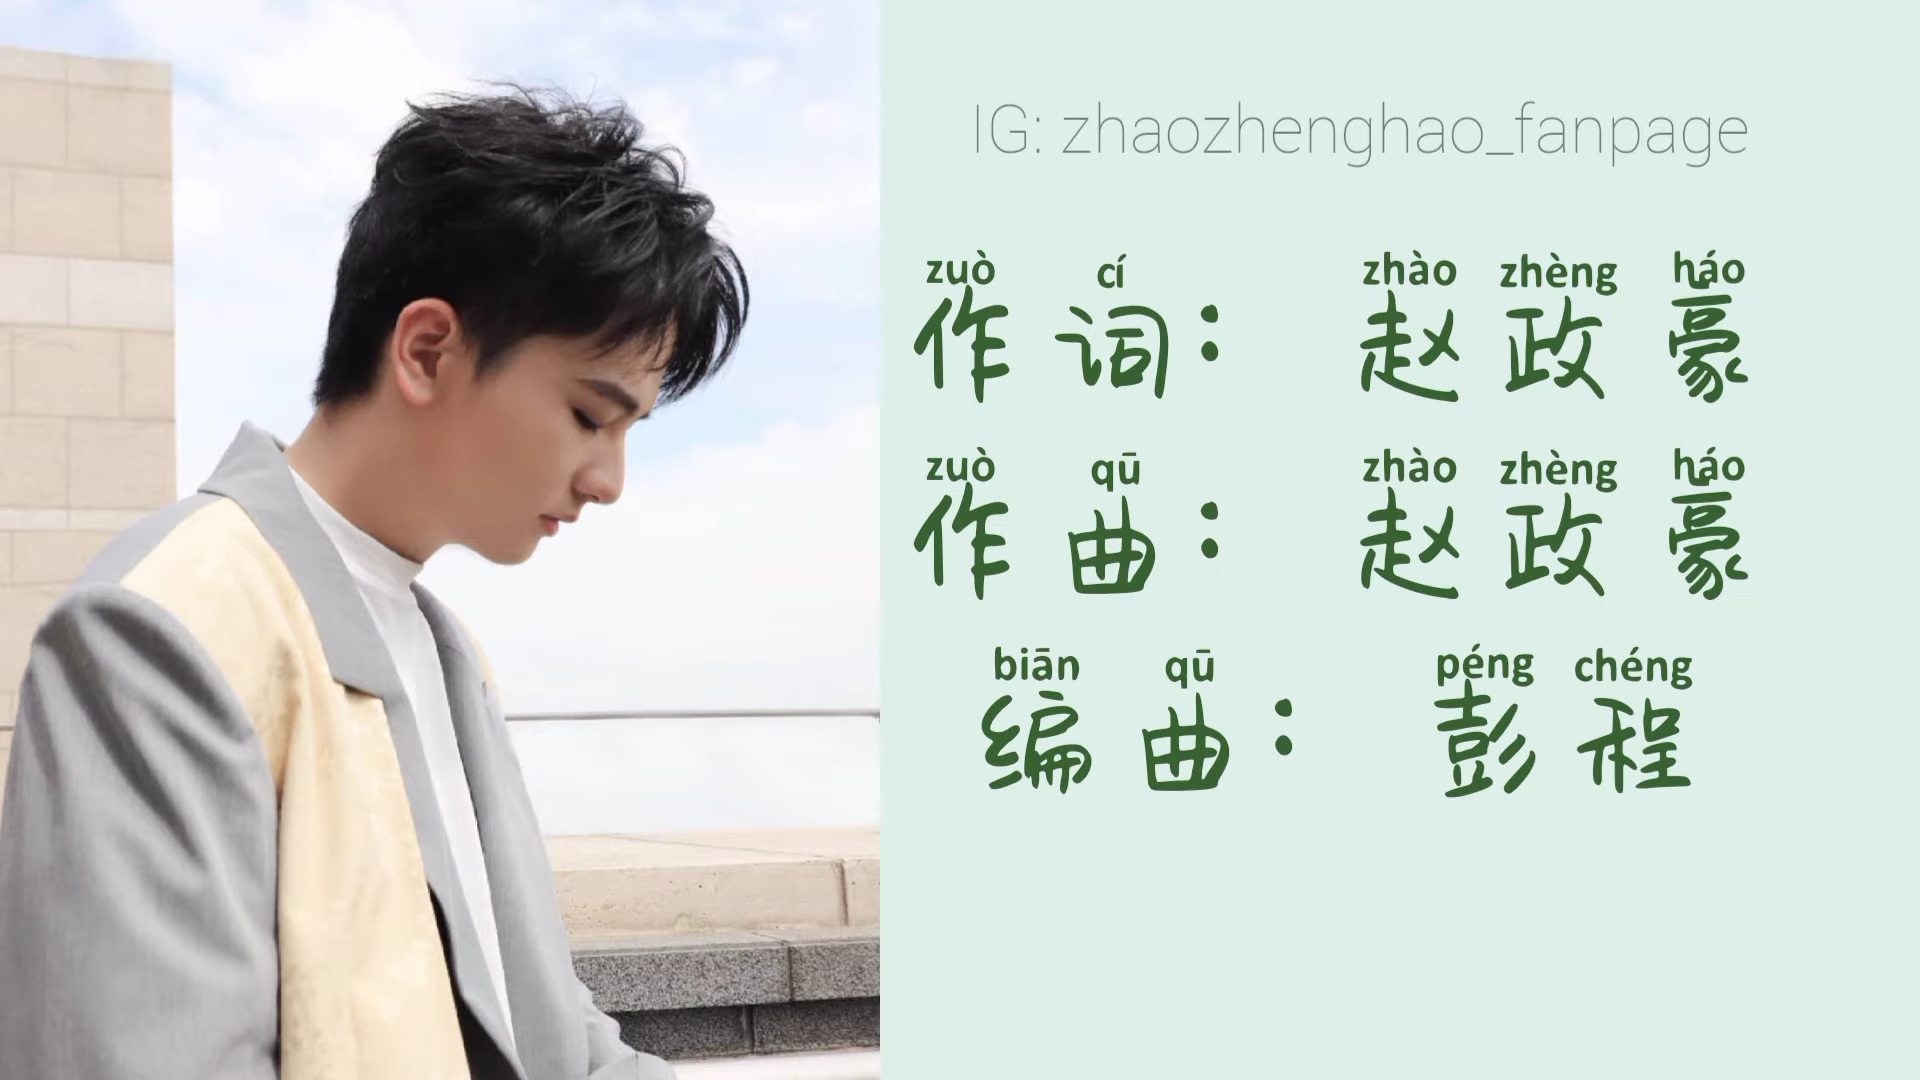 IG: zhaozhenghao_fanpage
zuò cí zhào zhèng háo
作词： 赵政豪
zuò qū zhào zhèng háo
作曲： 赵政豪
biān qū péng chéng
编曲： 彭程